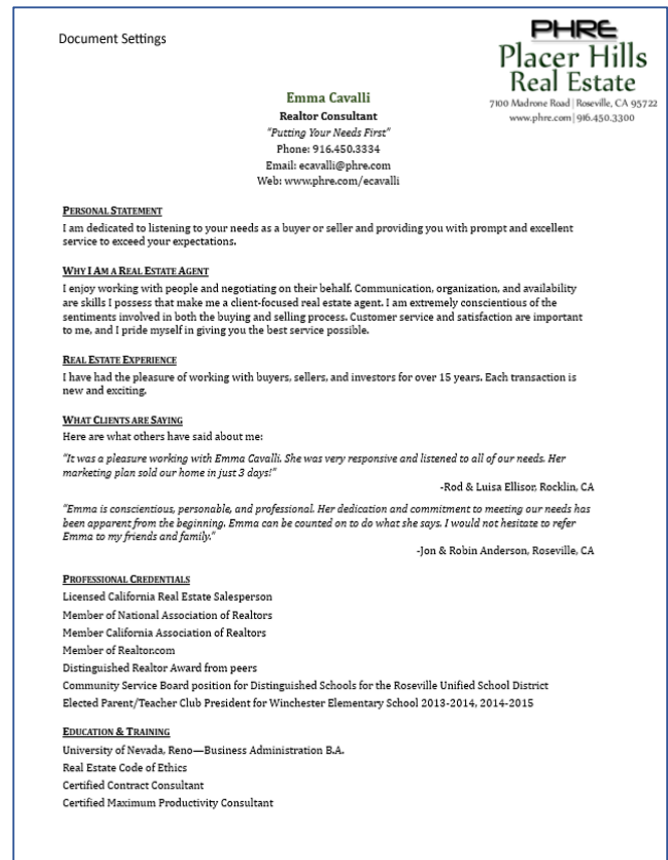 Document Settings
PHRE
Placer Hills
Real Estate
7100 Madrone Road | Roseville, CA 95722
www.phre.com | 916.450.3300
Emma Cavalli
Realtor Consultant
“Putting Your Needs First”
Phone: 916.450.3334
Email: ecavalli@phre.com
Web: www.phre.com/ecavalli
PERSONAL STATEMENT
I am dedicated to listening to your needs as a buyer or seller and providing you with prompt and excellent
service to exceed your expectations.
WHY I AM A REAL ESTATE AGENT
I enjoy working with people and negotiating on their behalf. Communication, organization, and availability
are skills I possess that make me a client-focused real estate agent. I am extremely conscientious of the
sentiments involved in both the buying and selling process. Customer service and satisfaction are important
to me, and I pride myself in giving you the best service possible.
REAL ESTATE EXPERIENCE
I have had the pleasure of working with buyers, sellers, and investors for over 15 years. Each transaction is
new and exciting.
WHAT CLIENTS ARE SAYING
Here are what others have said about me:
“It was a pleasure working with Emma Cavalli. She was very responsive and listened to all of our needs. Her
marketing plan sold our home in just 3 days!”
-Rod & Luisa Ellisor, Rocklin, CA
“Emma is conscientious, personable, and professional. Her dedication and commitment to meeting our needs has
been apparent from the beginning. Emma can be counted on to do what she says. I would not hesitate to refer
Emma to my friends and family.”
-Jon & Robin Anderson, Roseville, CA
PROFESSIONAL CREDENTIALS
Licensed California Real Estate Salesperson
Member of National Association of Realtors
Member California Association of Realtors
Member of Realtor.com
Distinguished Realtor Award from peers
Community Service Board position for Distinguished Schools for the Roseville Unified School District
Elected Parent/Teacher Club President for Winchester Elementary School 2013-2014, 2014-2015
EDUCATION & TRAINING
University of Nevada, Reno—Business Administration B.A.
Real Estate Code of Ethics
Certified Contract Consultant
Certified Maximum Productivity Consultant